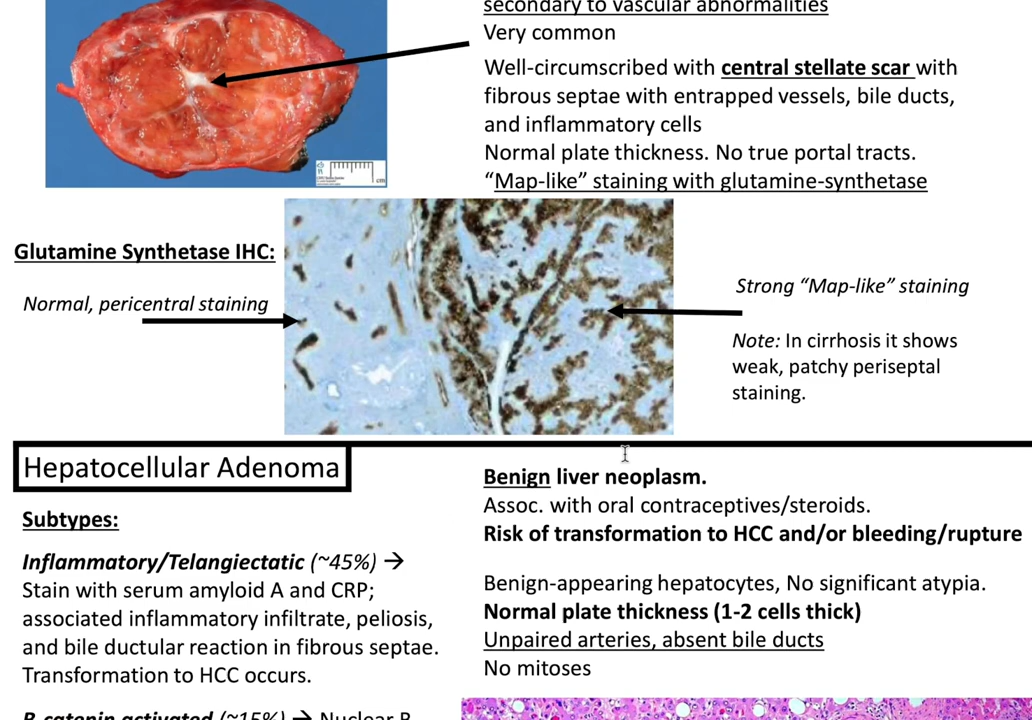 secondary to vascular abnormalities
Very common
Well-circumscribed with central stellate scar with
fibrous septae with entrapped vessels, bile ducts,
and inflammatory cells
Normal plate thickness. No true portal tracts.
“Map-like” staining with glutamine-synthetase
cm
Glutamine Synthetase IHC:
Normal, pericentral staining
Strong “Map-like” staining
Note: In cirrhosis it shows
weak, patchy periseptal
staining.
Hepatocellular Adenoma
Subtypes:
Inflammatory/Telangiectatic (~45%) →
Stain with serum amyloid A and CRP;
associated inflammatory infiltrate, peliosis,
and bile ductular reaction in fibrous septae.
Transformation to HCC occurs.
B-catenin activated (~15%) → Nuclear B
Benign liver neoplasm.
Assoc. with oral contraceptives/steroids.
Risk of transformation to HCC and/or bleeding/rupture
Benign-appearing hepatocytes, No significant atypia.
Normal plate thickness (1-2 cells thick)
Unpaired arteries, absent bile ducts
No mitoses